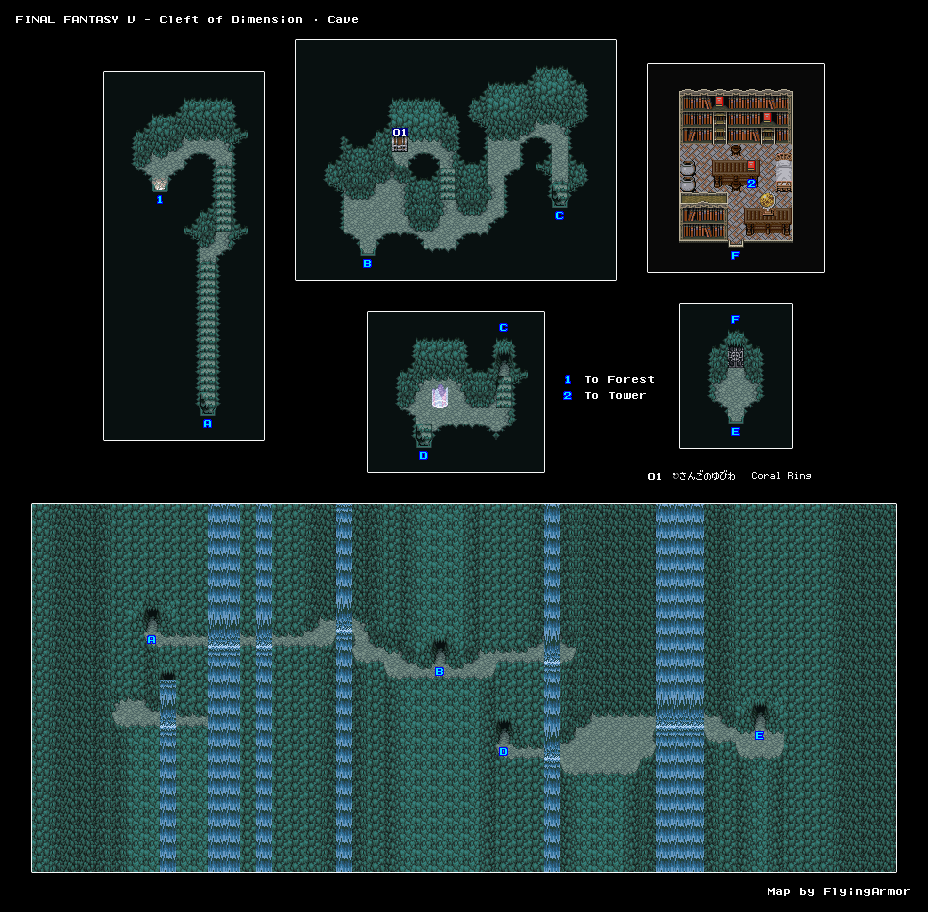 FINAL FANTASY V - Cleft of Dimension · Cave
01
1
C
B
2
F
C
F
1 To Forest
2 To Tower
A
E
D
01 ⃝さんごのゆびわ Coral Ring
A
B
E
D
Map by FlyingArmor